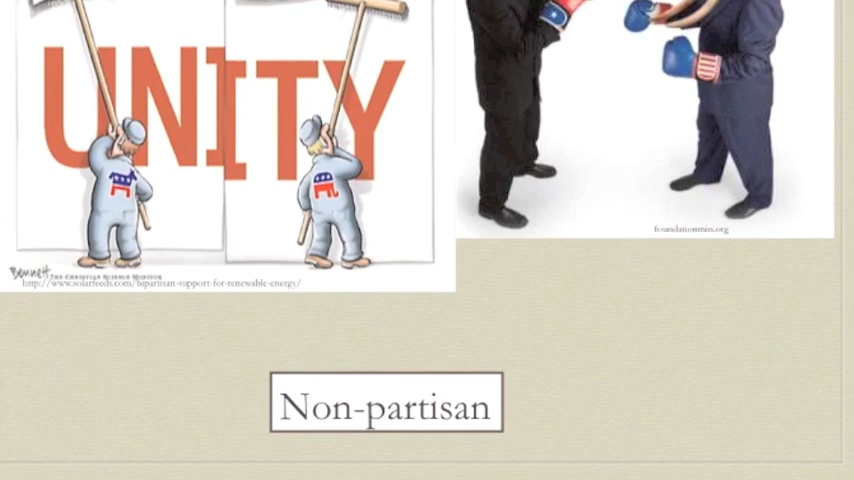 UNITY
Bennett THE CHRISTIAN SCIENCE MONITOR
http://www.solarfeeds.com/bipartisan-support-for-renewable-energy/
foundationmin.org
Non-partisan